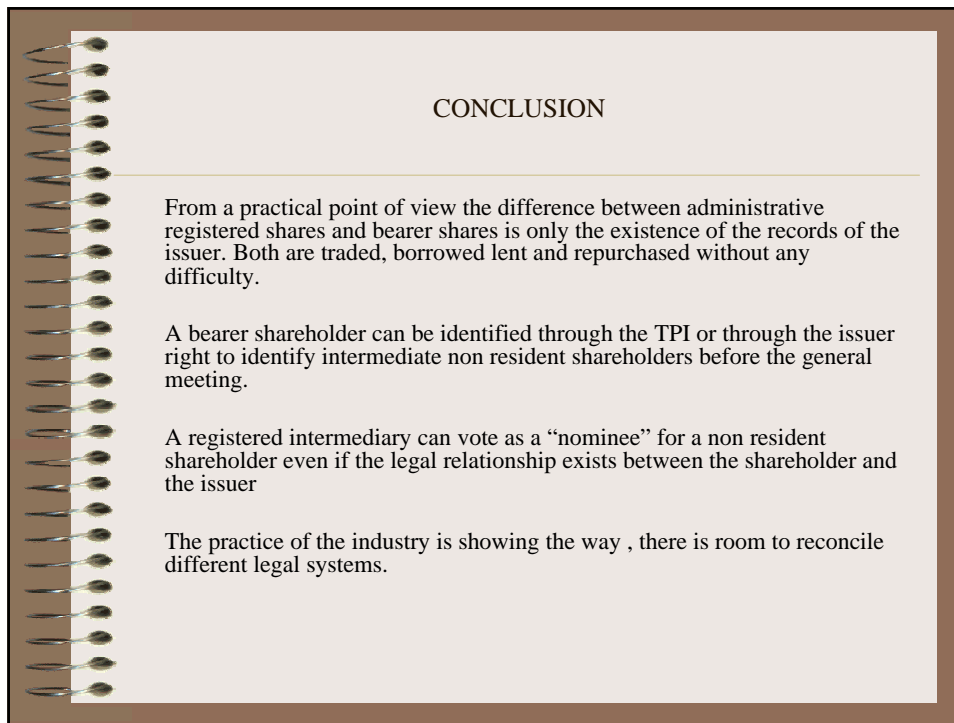 CONCLUSION
From a practical point of view the difference between administrative
registered shares and bearer shares is only the existence of the records of the
issuer. Both are traded, borrowed lent and repurchased without any
difficulty.
A bearer shareholder can be identified through the TPI or through the issuer
right to identify intermediate non resident shareholders before the general
meeting.
A registered intermediary can vote as a “nominee” for a non resident
shareholder even if the legal relationship exists between the shareholder and
the issuer
The practice of the industry is showing the way , there is room to reconcile
different legal systems.